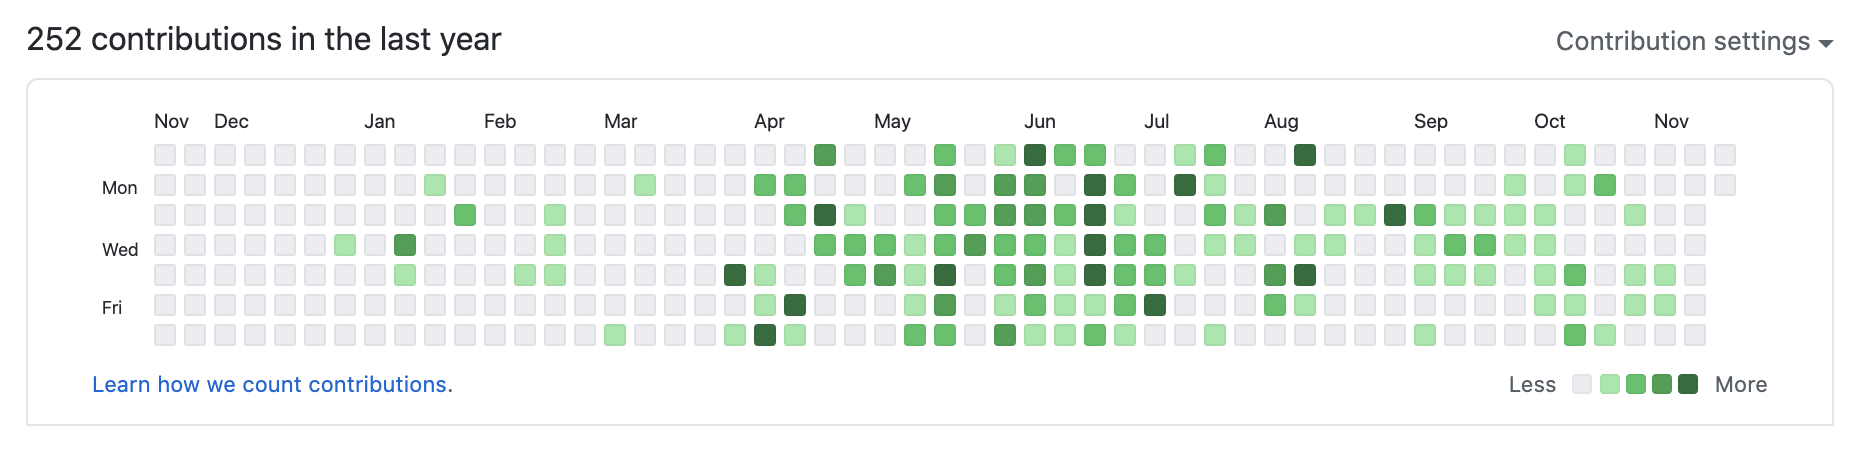 252 contributions in the last year
Contribution settings
Nov Dec Jan Feb Mar Apr May Jun Jul Aug Sep Oct Nov
Mon
Wed
Fri
Learn how we count contributions.
Less More